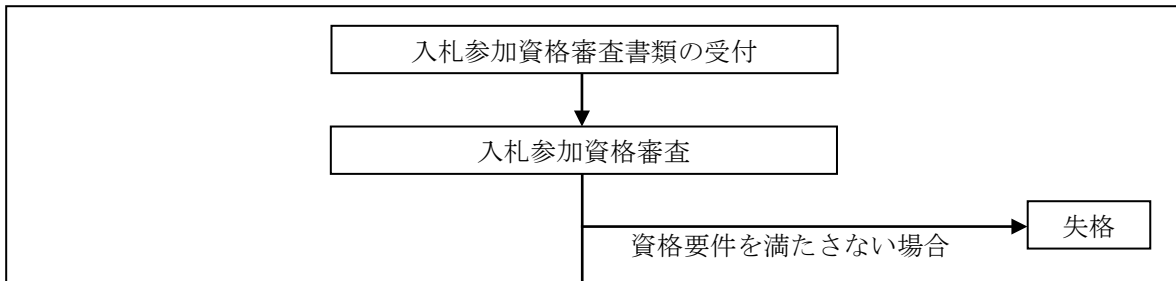 入札参加資格審査書類の受付
入札参加資格審査
失格
資格要件を満たさない場合